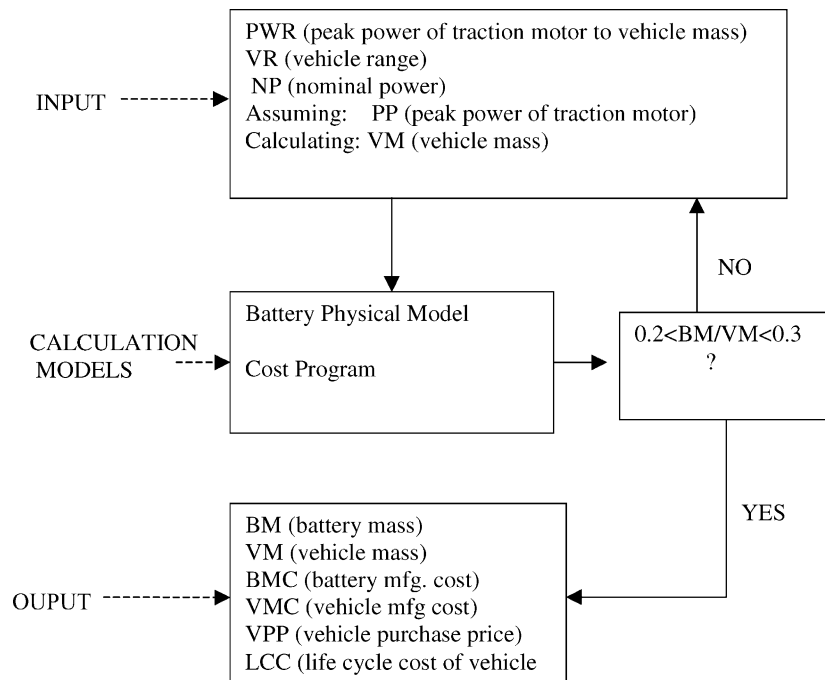 PWR (peak power of traction motor to vehicle mass)
VR (vehicle range)
NP (nominal power)
Assuming: PP (peak power of traction motor)
Calculating: VM (vehicle mass)
INPUT
NO
Battery Physical Model
Cost Program
CALCULATION
MODELS
0.2<BM/VM<0.3
?
YES
BM (battery mass)
VM (vehicle mass)
BMC (battery mfg. cost)
VMC (vehicle mfg cost)
VPP (vehicle purchase price)
LCC (life cycle cost of vehicle
OUPUT